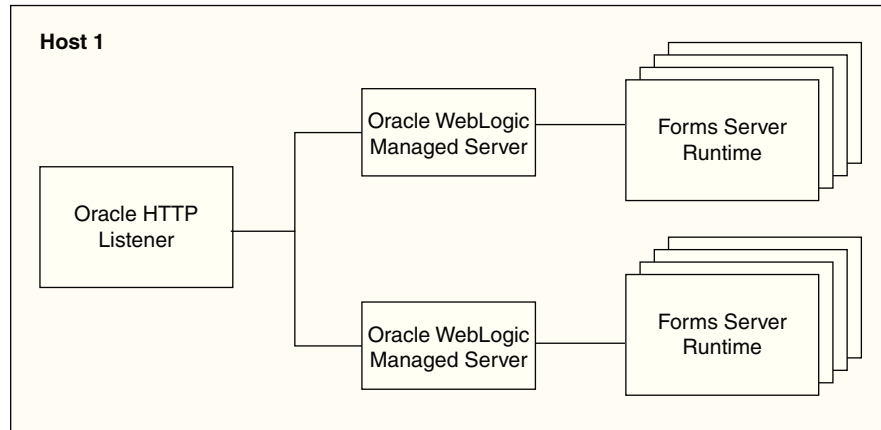 Host 1
Oracle HTTP
Listener
Oracle WebLogic
Managed Server
Forms Server
Runtime
Oracle WebLogic
Managed Server
Forms Server
Runtime